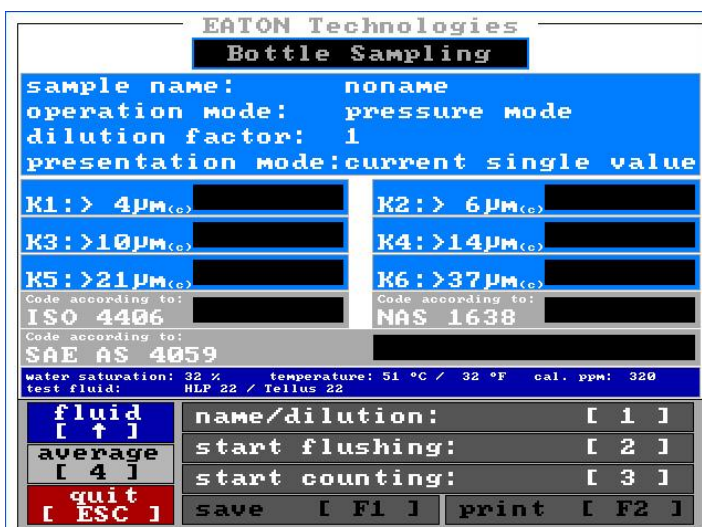 EATON Technologies
Bottle Sampling
sample name: noname
operation mode: pressure mode
dilution factor: 1
presentation mode:current single value
K1:> 4µm(c) K2:> 6µm(c)
K3:>10µm(c) K4:>14µm(c)
K5:>21µm(c) K6:>37µm(c)
Code according to: Code according to:
ISO 4406 NAS 1638
Code according to:
SAE AS 4059
water saturation: 32 % temperature: 51 °C / 32 °F cal. ppm: 320
test fluid: HLP 22 / Tellus 22
fluid
[ ↑ ]
average
[ 4 ]
quit
[ ESC ]
name/dilution: [ 1 ]
start flushing: [ 2 ]
start counting: [ 3 ]
save [ F1 ] print [ F2 ]